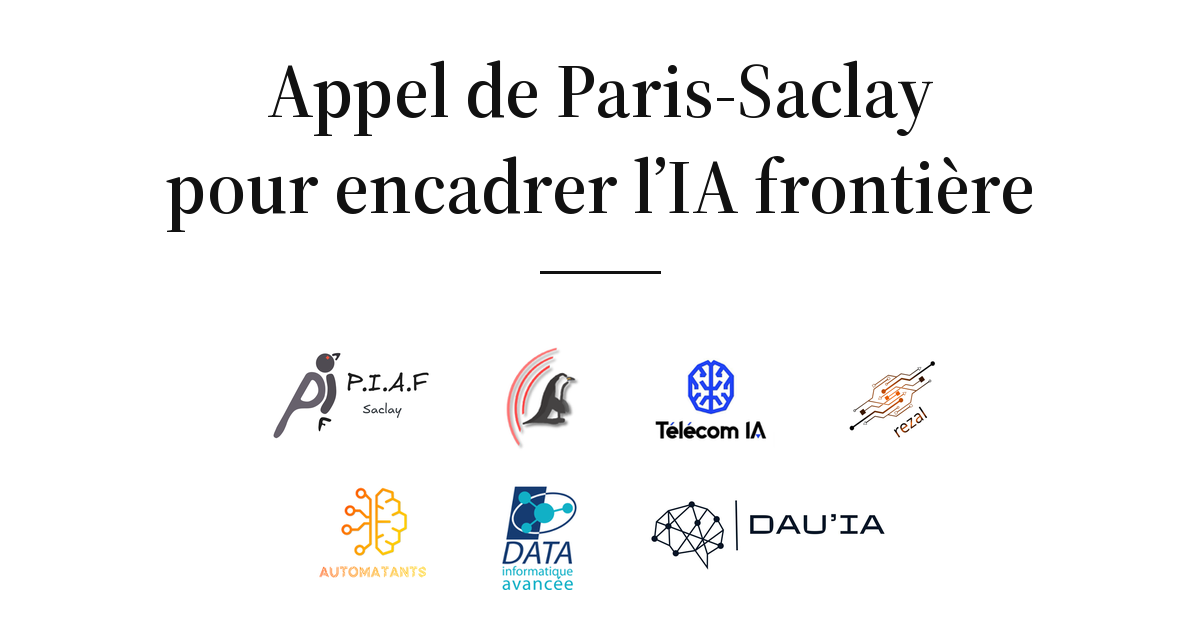 Appel de Paris-Saclay
pour encadrer l’IA frontière
P.I.A.F
Saclay
F
Télécom IA
rezal
AUTOMATANTS
DATA
informatique
avancée
DAU’IA